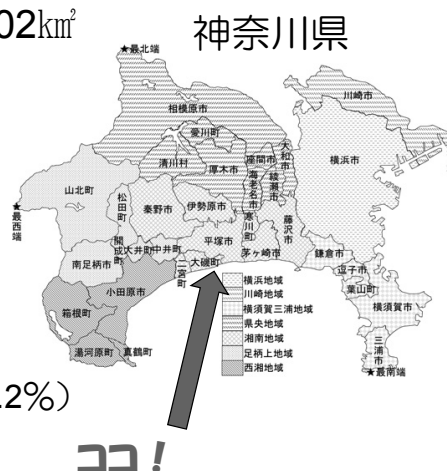 02㎢
神奈川県
★最北端
川崎市
相模原市
愛川町
横浜市
大和市
座間市
綾瀬市
清川村
厚木市
海老名市
山北町
★最西端
松田町
秦野市
伊勢原市
寒川町
藤沢市
開成町
大井町
中井町
平塚市
茅ヶ崎市
鎌倉市
南足柄市
二宮町
大磯町
逗子市
葉山町
小田原市
横須賀市
箱根町
三浦市
湯河原町
真鶴町
★最南端
横浜地域
川崎地域
横須賀三浦地域
県央地域
湘南地域
足柄上地域
西湘地域
.2%）
ココ！